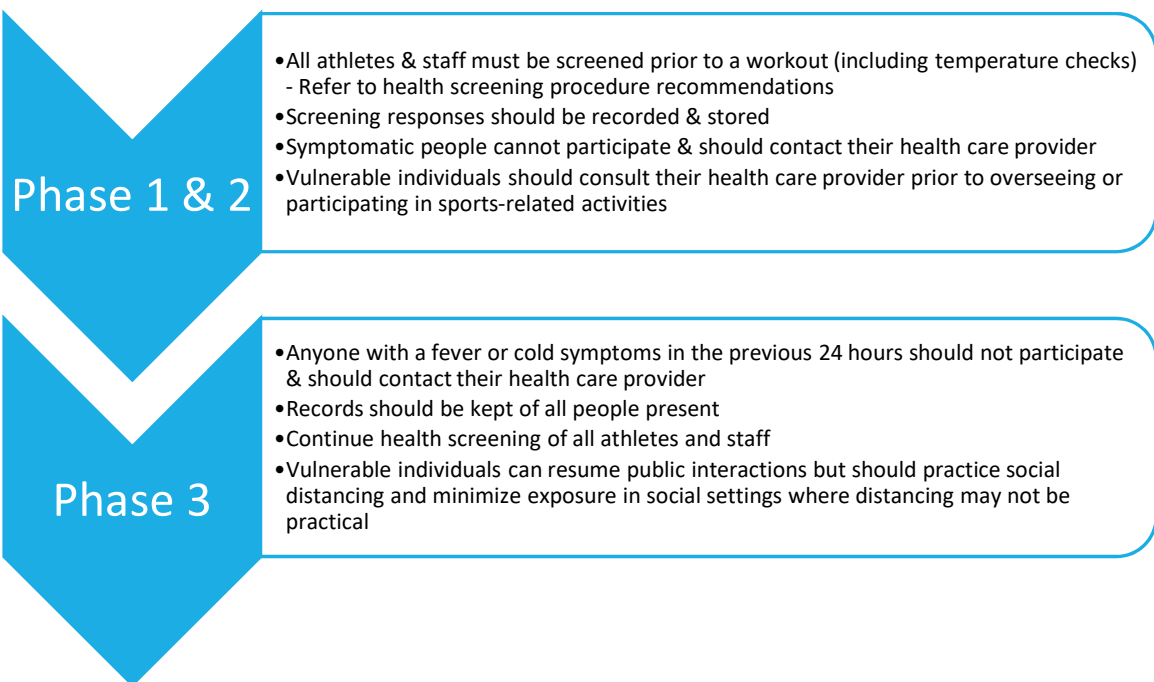 Phase 1 & 2
•All athletes & staff must be screened prior to a workout (including temperature checks)
- Refer to health screening procedure recommendations
•Screening responses should be recorded & stored
•Symptomatic people cannot participate & should contact their health care provider
•Vulnerable individuals should consult their health care provider prior to overseeing or
participating in sports-related activities
Phase 3
•Anyone with a fever or cold symptoms in the previous 24 hours should not participate
& should contact their health care provider
•Records should be kept of all people present
•Continue health screening of all athletes and staff
•Vulnerable individuals can resume public interactions but should practice social
distancing and minimize exposure in social settings where distancing may not be
practical